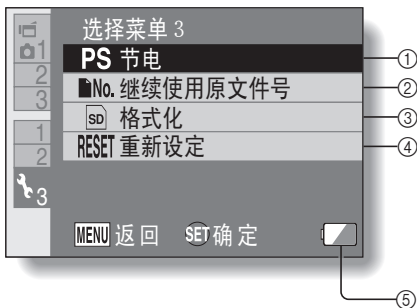 选择菜单 3
1
2
3
1
2
3
PS 节电
No. 继续使用原文件号
SD 格式化
RESET 重新设定
MENU 返回 SET 确定
①
②
③
④
⑤